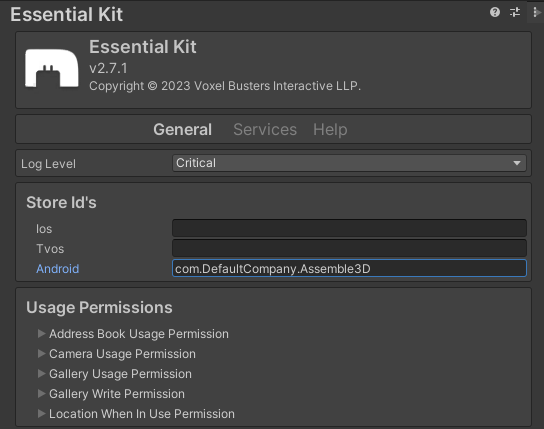 Essential Kit
Essential Kit
v2.7.1
Copyright © 2023 Voxel Busters Interactive LLP.
General Services Help
Log Level Critical
Store Id's
Ios
Tvos
Android com.DefaultCompany.Assemble3D
Usage Permissions
Address Book Usage Permission
Camera Usage Permission
Gallery Usage Permission
Gallery Write Permission
Location When In Use Permission